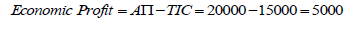 Economic Profit = AΠ − TIC = 20000 − 15000 = 5000